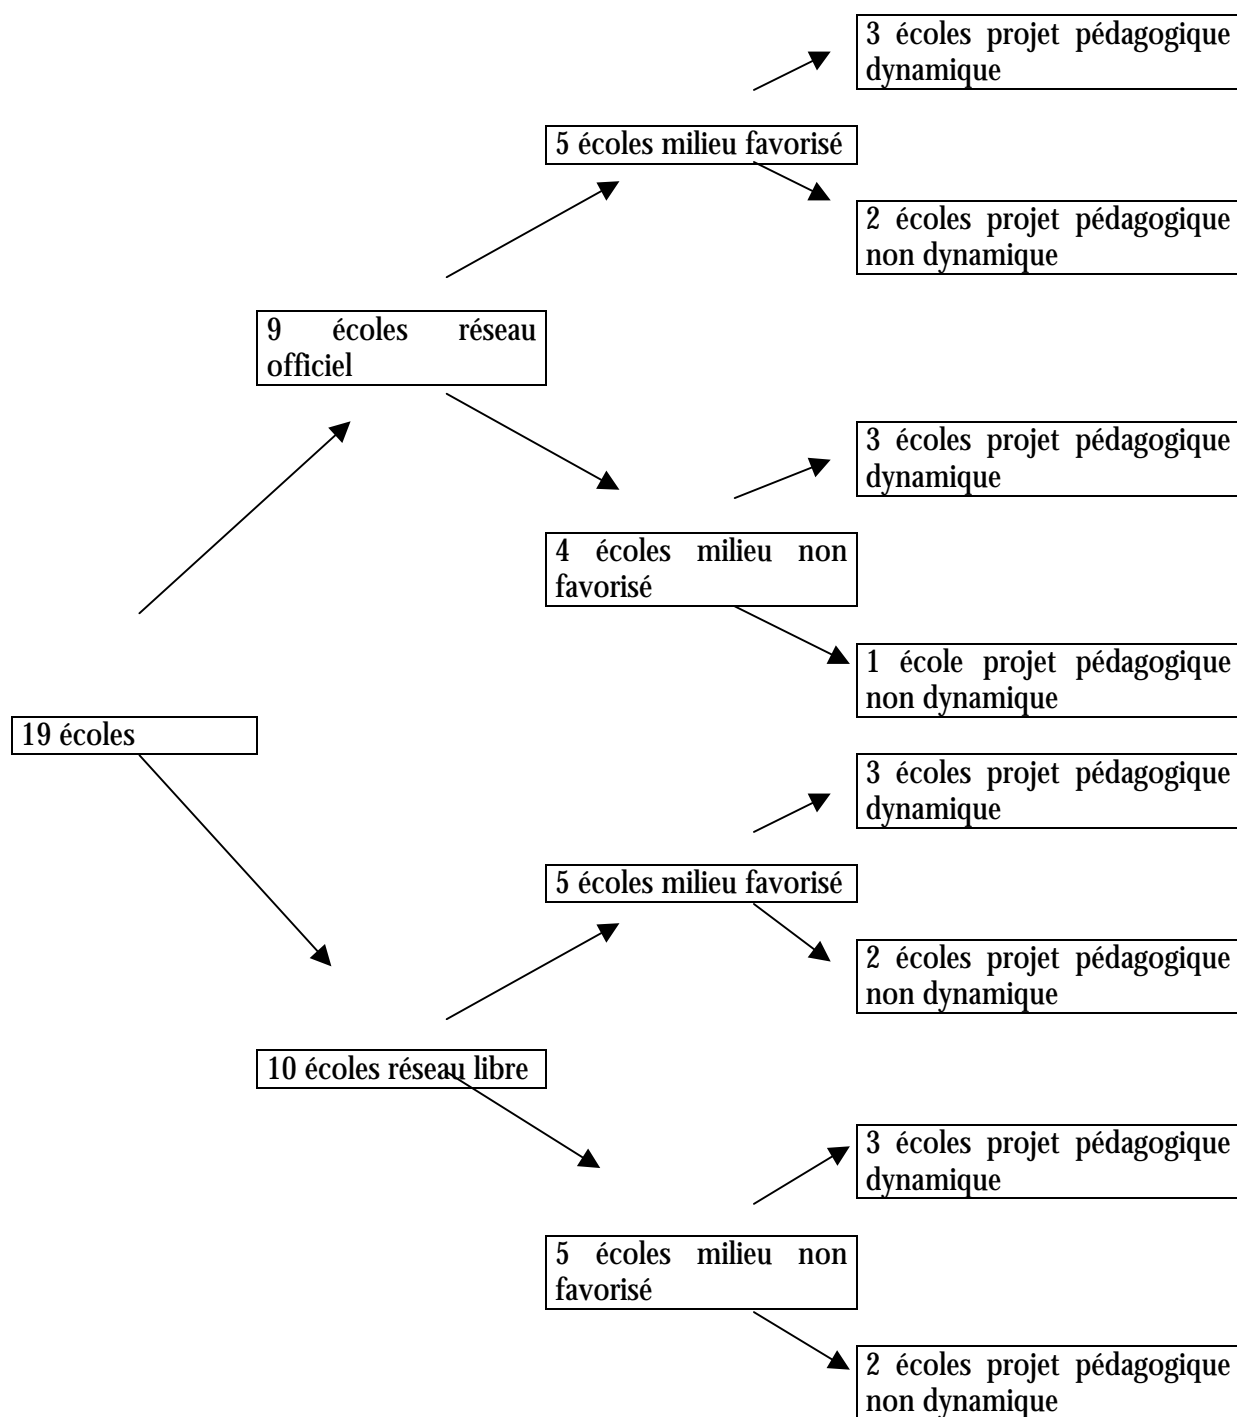 3 écoles projet pédagogique
dynamique
5 écoles milieu favorisé
2 écoles projet pédagogique
non dynamique
9 écoles réseau
officiel
3 écoles projet pédagogique
dynamique
4 écoles milieu non
favorisé
1 école projet pédagogique
non dynamique
19 écoles
3 écoles projet pédagogique
dynamique
5 écoles milieu favorisé
2 écoles projet pédagogique
non dynamique
10 écoles réseau libre
3 écoles projet pédagogique
dynamique
5 écoles milieu non
favorisé
2 écoles projet pédagogique
non dynamique